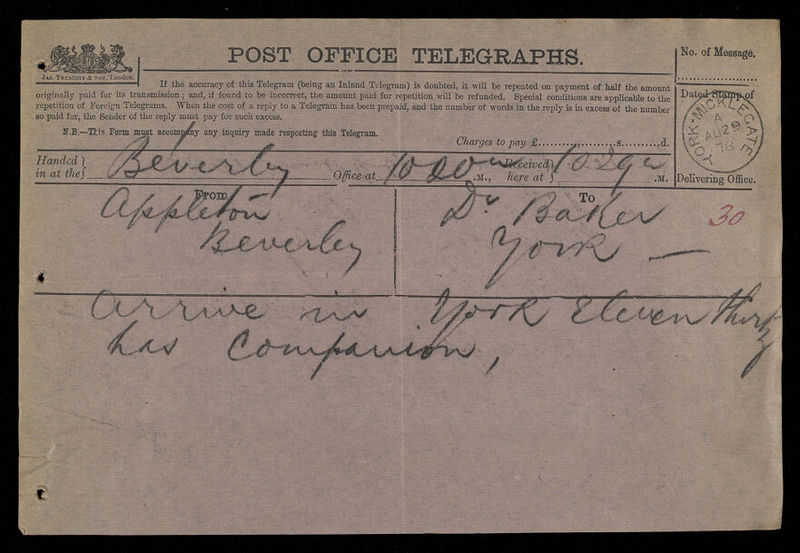 POST OFFICE TELEGRAPHS.
No. of Message.
JAS. TRUSCOTT & SON, London.
If the accuracy of this Telegram (being an Inland Telegram) is doubted, it will be repeated on payment of half the amount
originally paid for its transmission; and, if found to be incorrect, the amount paid for repetition will be refunded. Special conditions are applicable to the
repetition of Foreign Telegrams. When the cost of a reply to a Telegram has been prepaid, and the number of words in the reply is in excess of the number
so paid for, the Sender of the reply must pay for such excess.
N.B.—This Form must accompany any inquiry made respecting this Telegram.
Charges to pay £ s. d.
Dated Stamp of
YORK-MICKLEGATE
A
AU 29
78
Delivering Office.
Handed in at the Beverley Office at .M., Received here at 1029 .M.
From
Appleton
Beverley
To
Dr Baker
York —
30
Arrive in York Eleven thirty
has Companion,